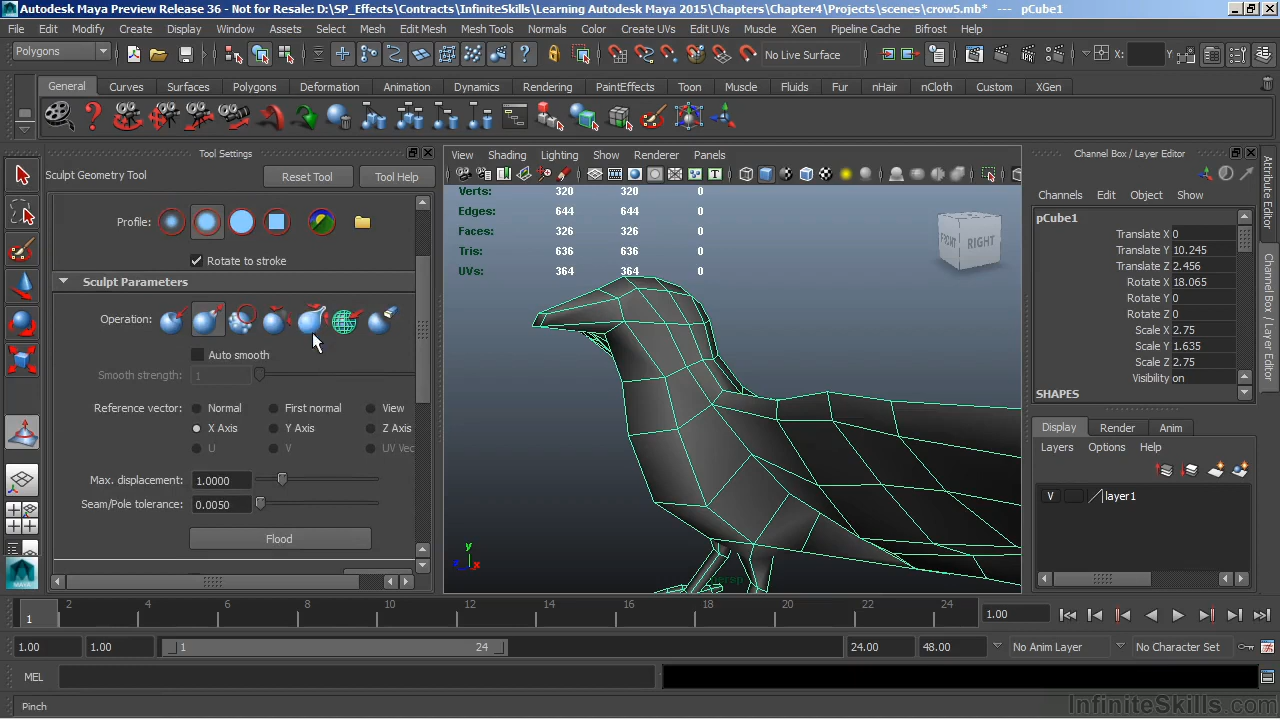 Autodesk Maya Preview Release 36 - Not for Resale: D:\SP_Effects\Contracts\InfiniteSkills\Learning Autodesk Maya 2015\Chapters\Chapter4\Projects\scenes\crow5.mb* --- pCube1
File Edit Modify Create Display Window Assets Select Mesh Edit Mesh Mesh Tools Normals Color Create UVs Edit UVs Muscle XGen Pipeline Cache Bifrost Help
Polygons No Live Surface X: Y:
General Curves Surfaces Polygons Deformation Animation Dynamics Rendering PaintEffects Toon Muscle Fluids Fur nHair nCloth Custom XGen
Tool Settings
Sculpt Geometry Tool Reset Tool Tool Help
Profile:
Rotate to stroke
Sculpt Parameters
Operation:
Auto smooth
Smooth strength: 1
Reference vector: Normal First normal View
X Axis Y Axis Z Axis
U V UV Vec
Max. displacement: 1.0000
Seam/Pole tolerance: 0.0050
Flood
View Shading Lighting Show Renderer Panels
Verts: 320 320 0
Edges: 644 644 0
Faces: 326 326 0
Tris: 636 636 0
UVs: 364 364 0
FRONT RIGHT
y
z x
persp
Channel Box / Layer Editor
Channels Edit Object Show
pCube1
Translate X 0
Translate Y 10.245
Translate Z 2.456
Rotate X 18.065
Rotate Y 0
Rotate Z 0
Scale X 2.75
Scale Y 1.635
Scale Z 2.75
Visibility on
SHAPES
Display Render Anim
Layers Options Help
V layer1
Attribute Editor
Channel Box / Layer Editor
1 2 4 6 8 10 12 14 16 18 20 22 24 1.00
1.00 1.00 1 24 24.00 48.00 No Anim Layer No Character Set
MEL
Pinch
InfiniteSkills.com